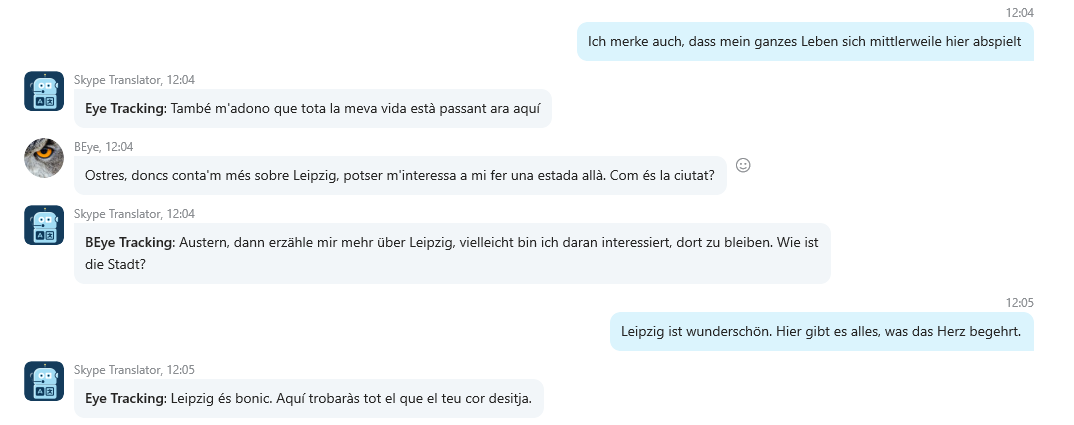 12:04
Ich merke auch, dass mein ganzes Leben sich mittlerweile hier abspielt
Skype Translator, 12:04
Eye Tracking: També m'adono que tota la meva vida està passant ara aquí
BEye, 12:04
Ostres, doncs conta'm més sobre Leipzig, potser m'interessa a mi fer una estada allà. Com és la ciutat?
Skype Translator, 12:04
BEye Tracking: Austern, dann erzähle mir mehr über Leipzig, vielleicht bin ich daran interessiert, dort zu bleiben. Wie ist
die Stadt?
12:05
Leipzig ist wunderschön. Hier gibt es alles, was das Herz begehrt.
Skype Translator, 12:05
Eye Tracking: Leipzig és bonic. Aquí trobaràs tot el que el teu cor desitja.